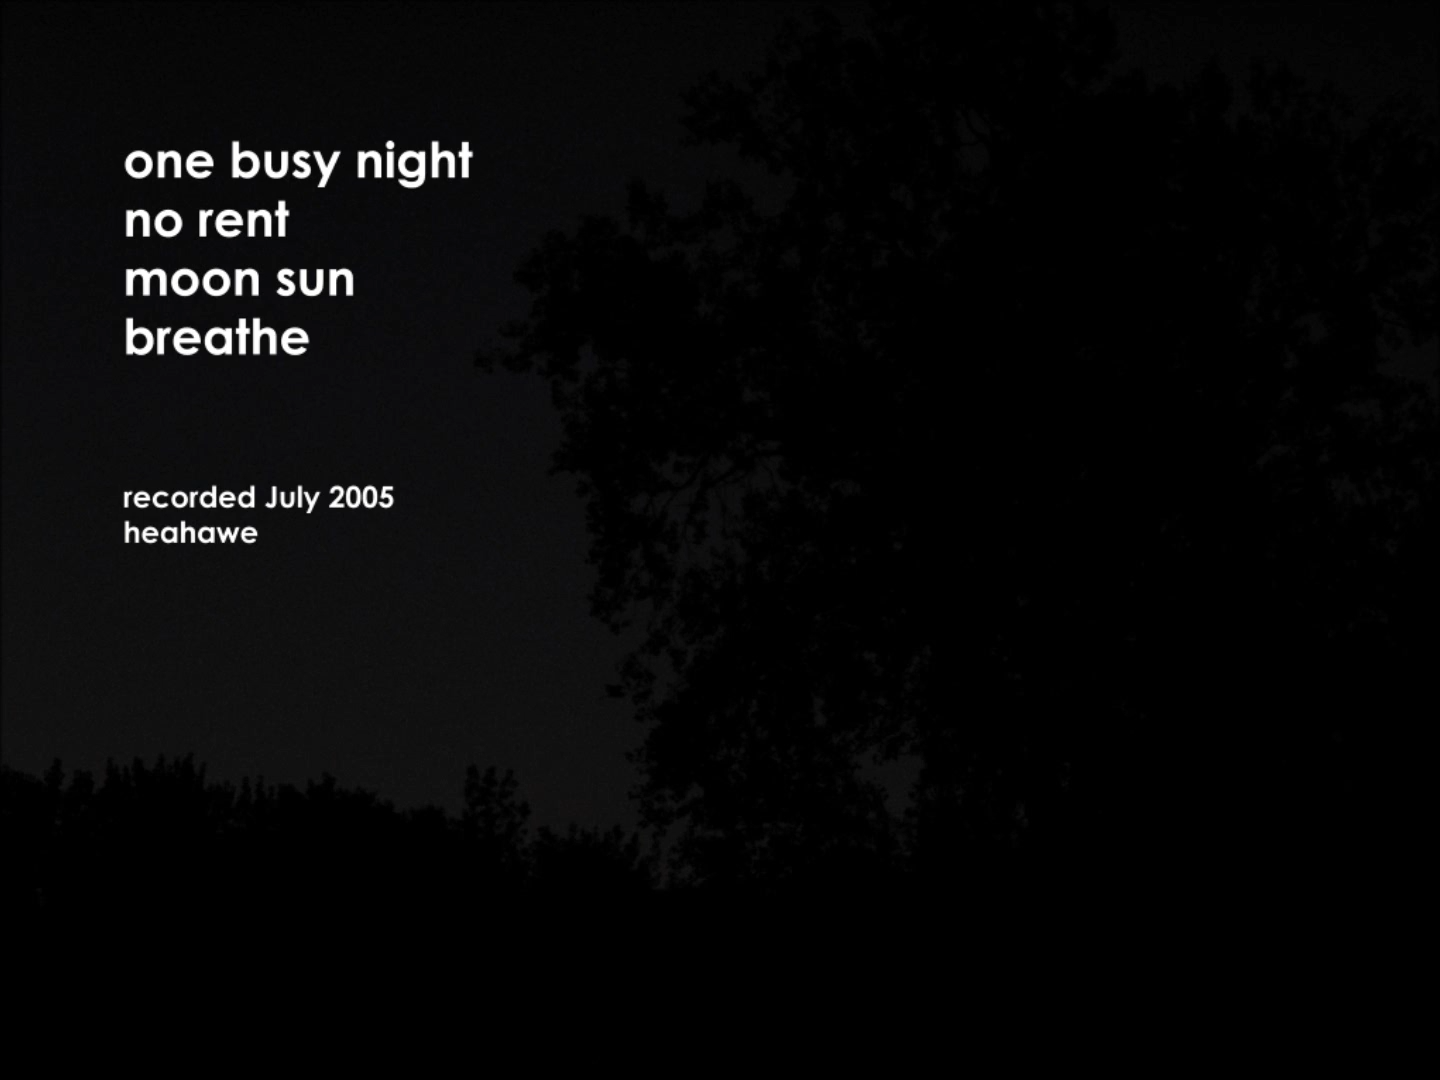 one busy night
no rent
moon sun
breathe
recorded July 2005
heahawe